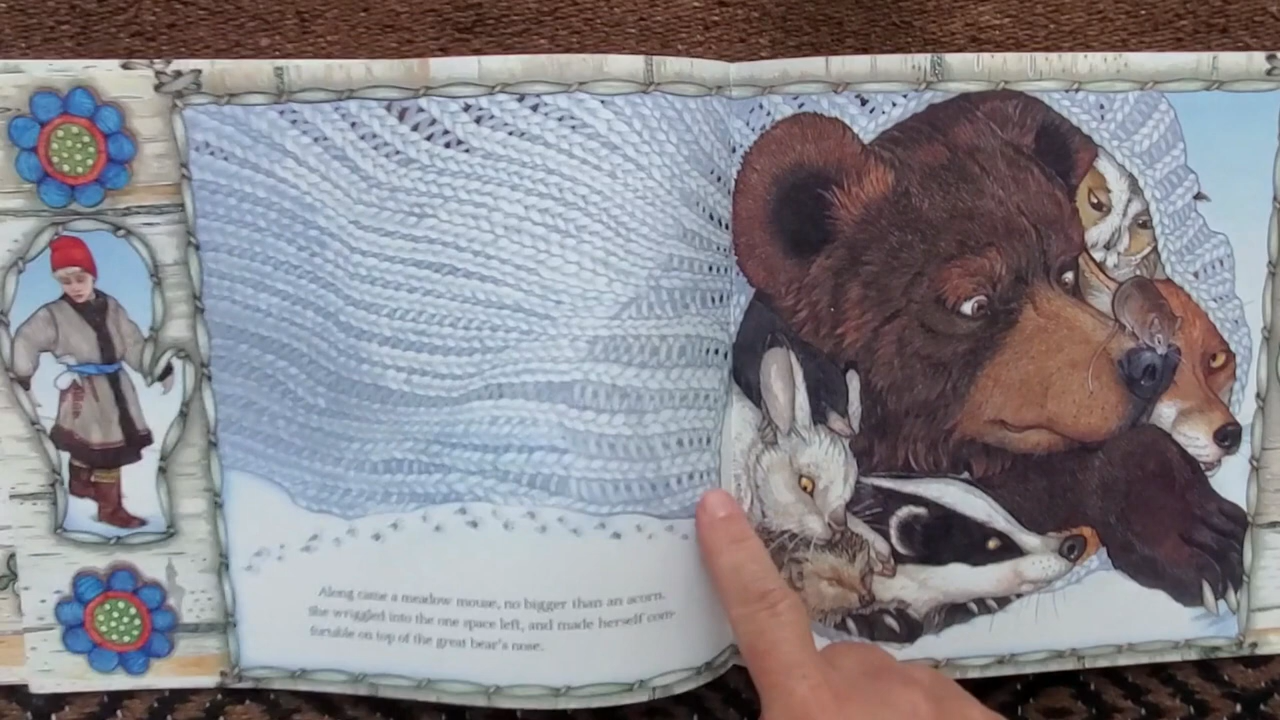 Along came a meadow mouse, no bigger than an acorn.
She wriggled into the one space left, and made herself com-
fortable on top of the great bear's nose.